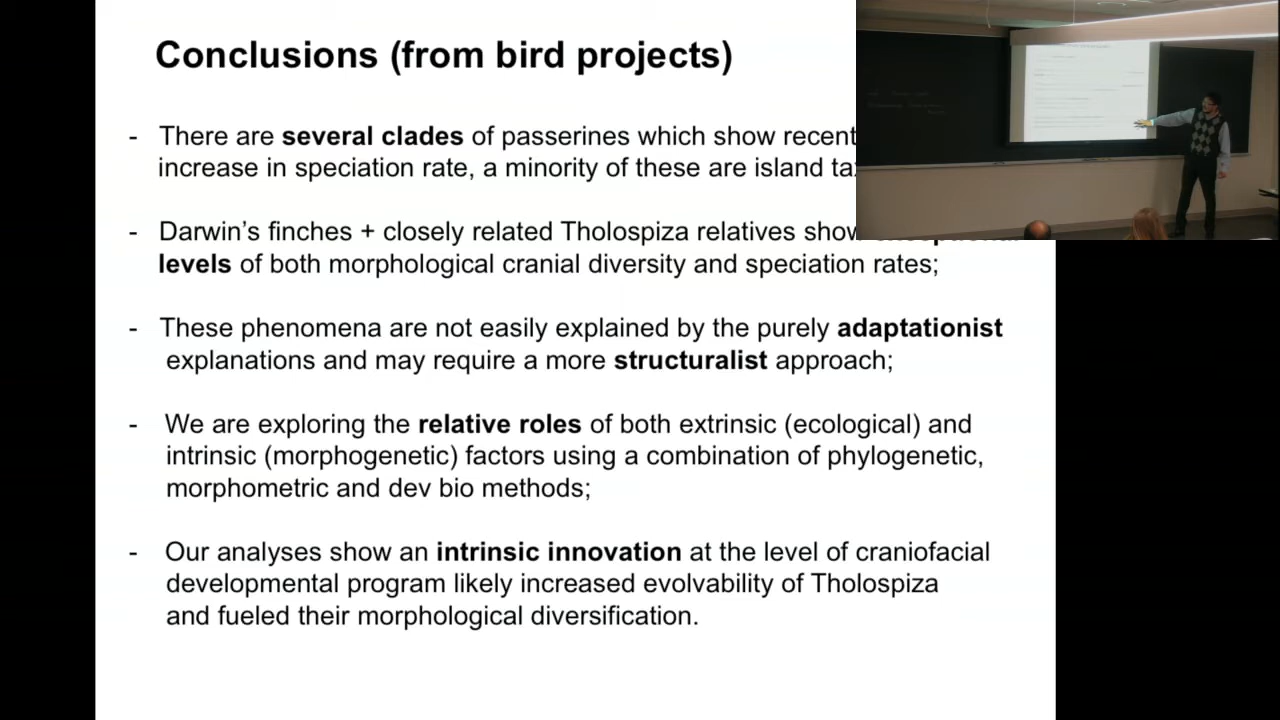 Conclusions (from bird projects)
- There are several clades of passerines which show recent
increase in speciation rate, a minority of these are island
- Darwin's finches + closely related Tholospiza relatives show
levels of both morphological cranial diversity and speciation rates;
- These phenomena are not easily explained by the purely adaptationist
explanations and may require a more structuralist approach;
- We are exploring the relative roles of both extrinsic (ecological) and
intrinsic (morphogenetic) factors using a combination of phylogenetic,
morphometric and dev bio methods;
- Our analyses show an intrinsic innovation at the level of craniofacial
developmental program likely increased evolvability of Tholospiza
and fueled their morphological diversification.